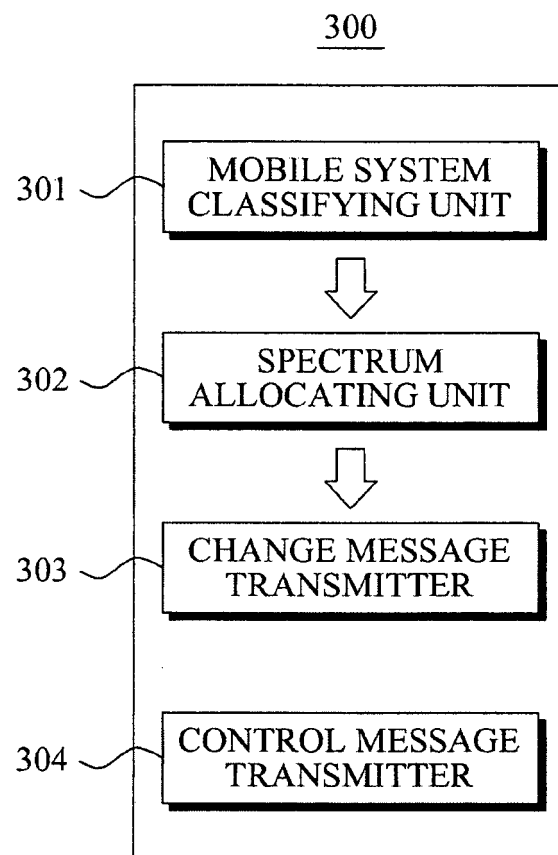 300
301
MOBILE SYSTEM
CLASSIFYING UNIT
302
SPECTRUM
ALLOCATING UNIT
303
CHANGE MESSAGE
TRANSMITTER
304
CONTROL MESSAGE
TRANSMITTER